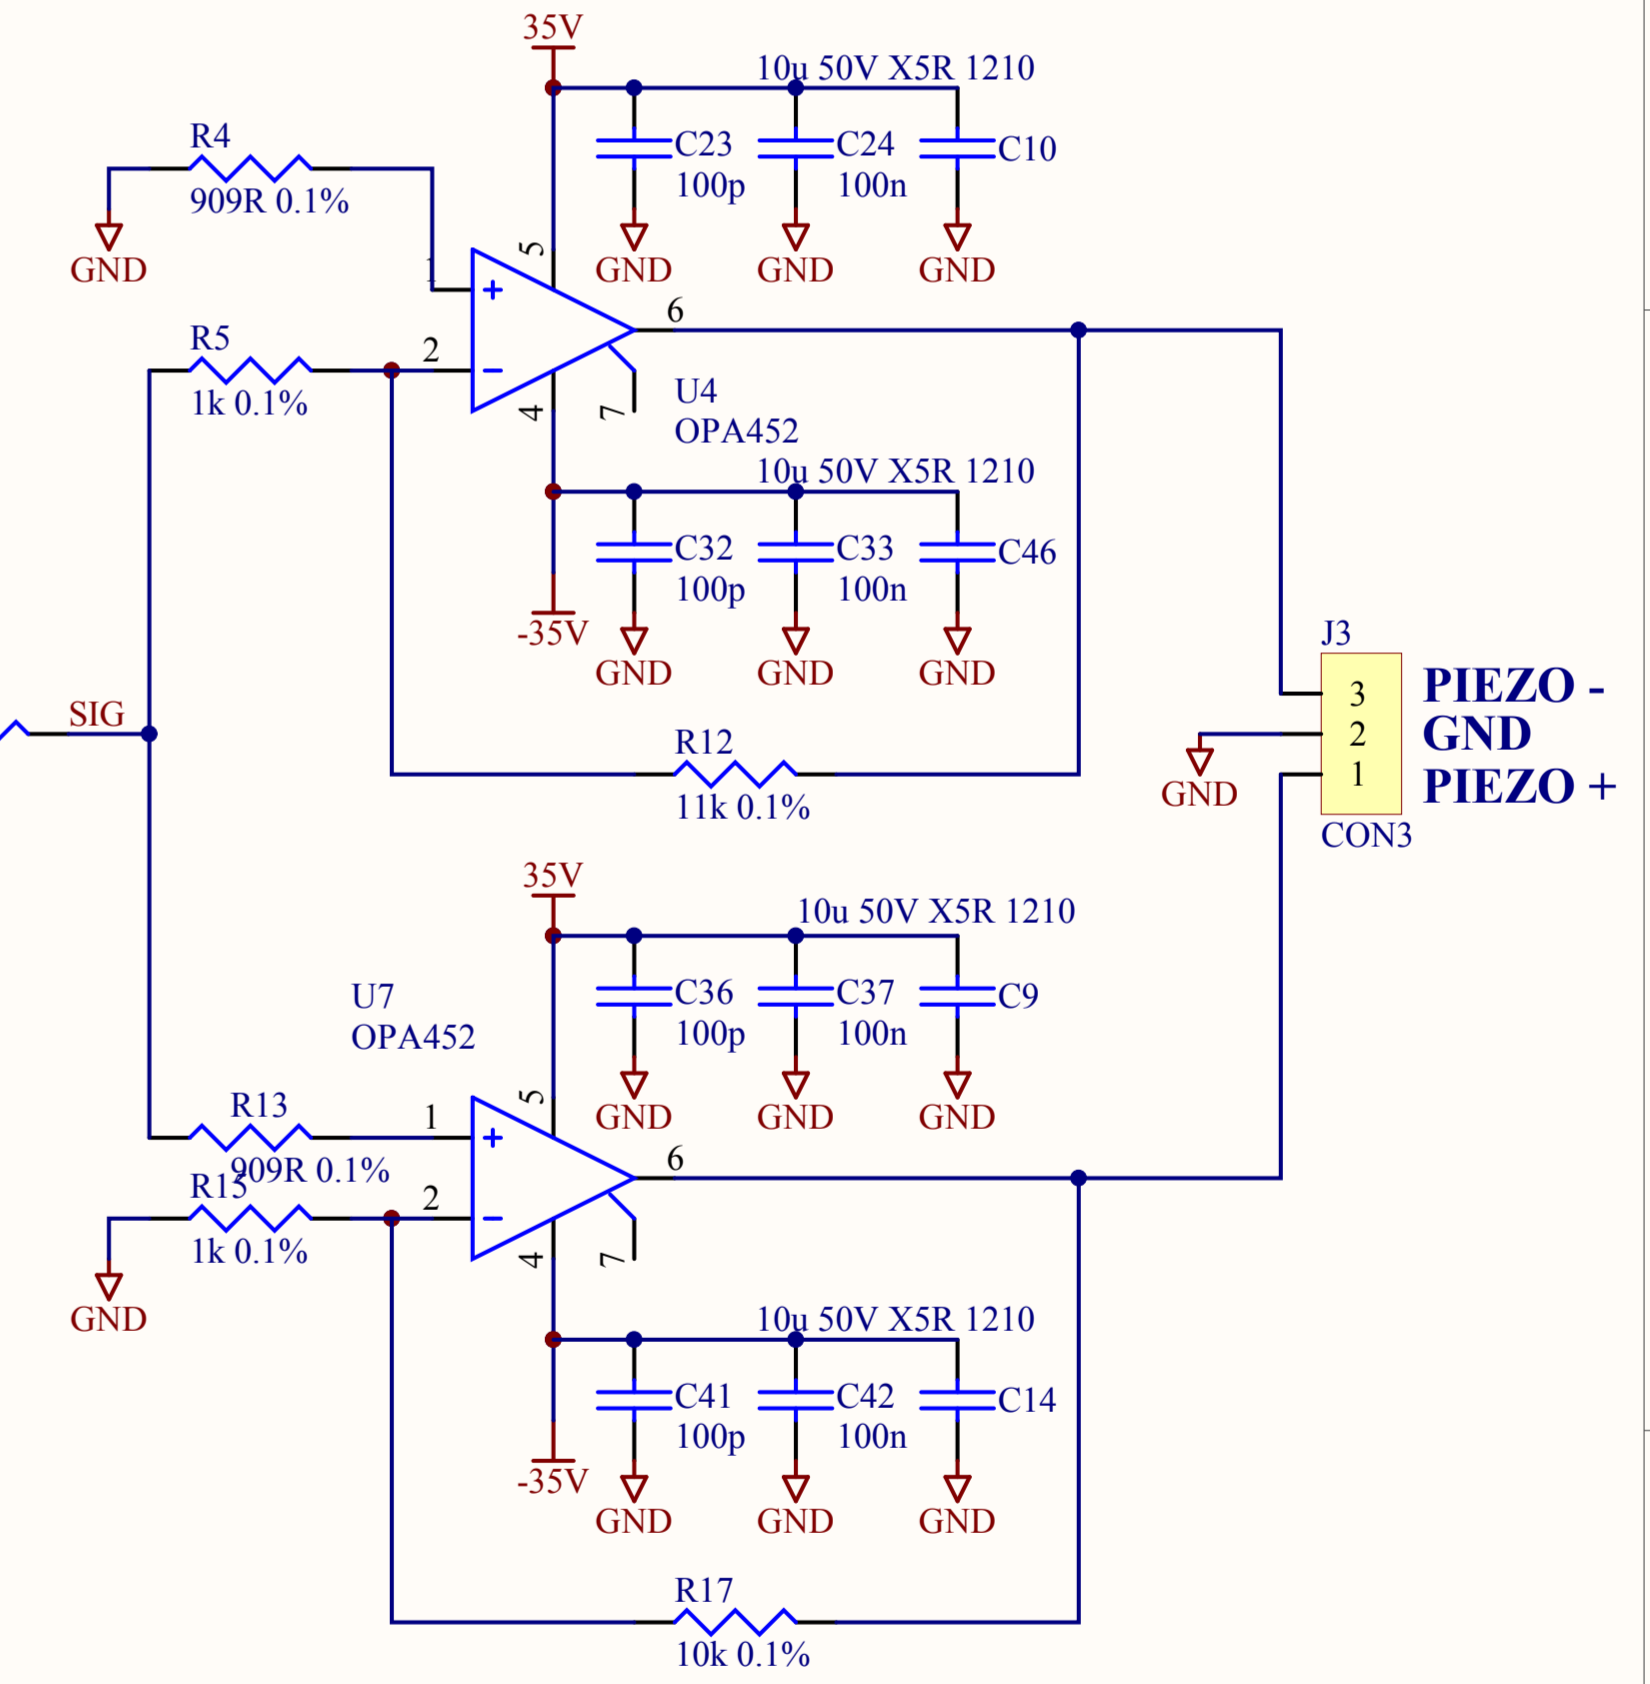 35V
10u 50V X5R 1210
R4
909R 0.1%
GND
C23
100p
GND
C24
100n
GND
C10
GND
1
5
+
R5
1k 0.1%
2
−
6
4
7
U4
OPA452
10u 50V X5R 1210
C32
100p
GND
C33
100n
GND
C46
GND
-35V
SIG
R12
11k 0.1%
J3
3
2
1
PIEZO -
GND
PIEZO +
GND
CON3
35V
10u 50V X5R 1210
U7
OPA452
C36
100p
GND
C37
100n
GND
C9
GND
R13
909R 0.1%
1
5
+
R15
1k 0.1%
GND
2
−
6
4
7
10u 50V X5R 1210
C41
100p
GND
C42
100n
GND
C14
GND
-35V
R17
10k 0.1%